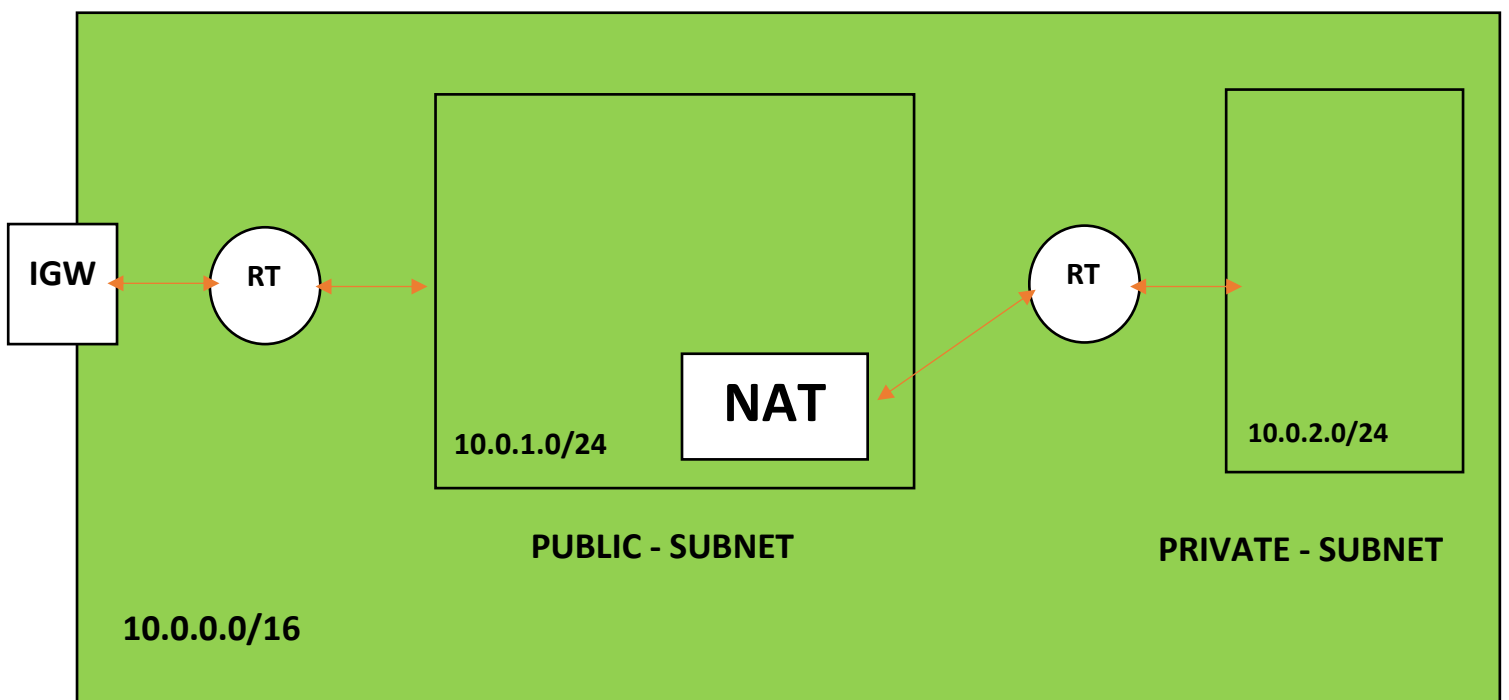 IGW
RT
RT
NAT
10.0.1.0/24
10.0.2.0/24
PUBLIC - SUBNET
PRIVATE - SUBNET
10.0.0.0/16